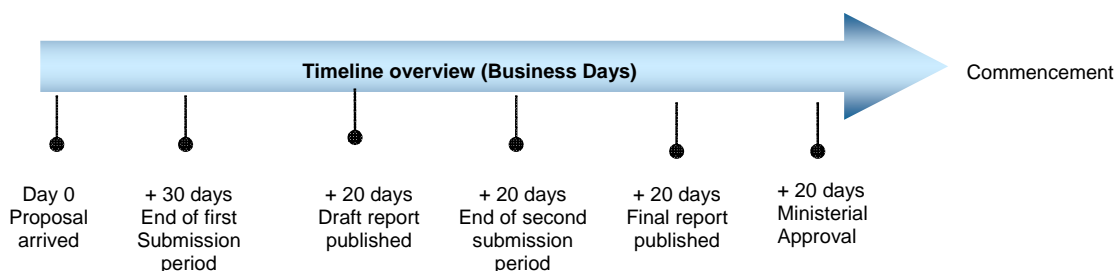 Timeline overview (Business Days)
Commencement
Day 0
Proposal
arrived
+ 30 days
End of first
Submission
period
+ 20 days
Draft report
published
+ 20 days
End of second
submission
period
+ 20 days
Final report
published
+ 20 days
Ministerial
Approval